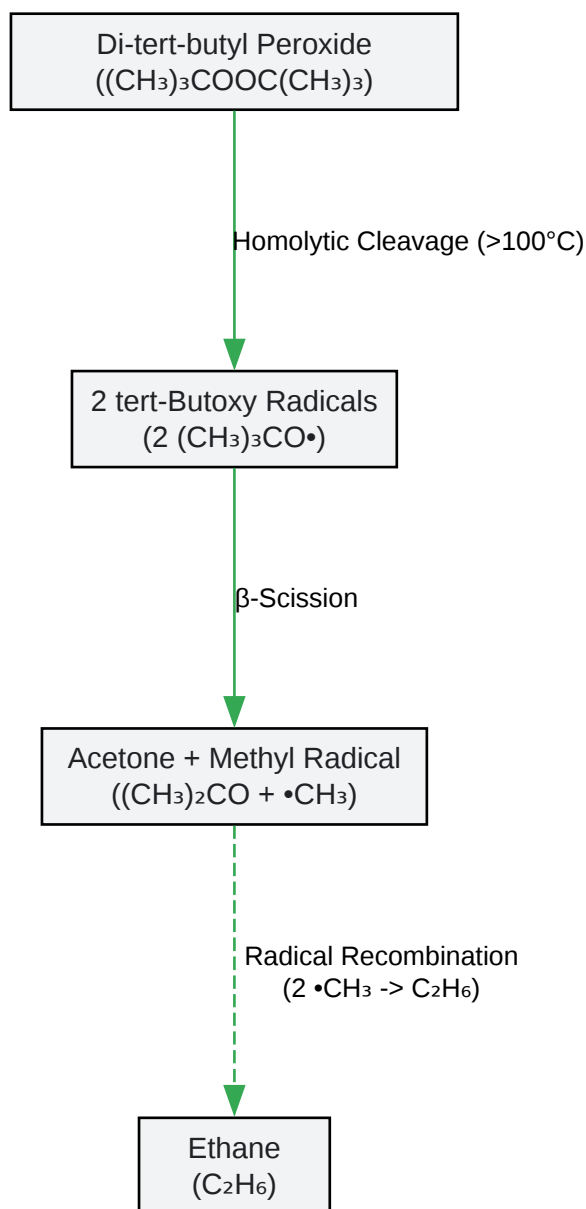 Di-tert-butyl Peroxide
((CH₃)₃COOC(CH₃)₃)
Homolytic Cleavage (>100°C)
2 tert-Butoxy Radicals
(2 (CH₃)₃CO•)
β-Scission
Acetone + Methyl Radical
((CH₃)₂CO + •CH₃)
Radical Recombination
(2 •CH₃ -> C₂H₆)
Ethane
(C₂H₆)